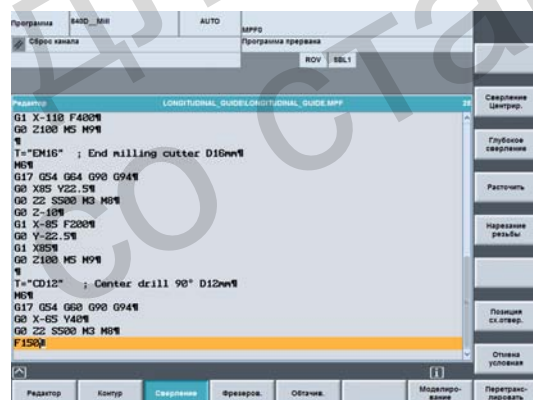 Программа
840D__Mill
AUTO
MPF0
Сброс канала
Программа прервана
ROV SBL1
Редактор LONGITUDINAL_GUIDE\LONGITUDINAL_GUIDE.MPF 28
G1 X-110 F400¶
G0 Z100 M5 M9¶
¶
T="EM16" ; End milling cutter D16mm¶
M6¶
G17 G54 G64 G90 G94¶
G0 X85 Y22.5¶
G0 Z2 S500 M3 M8¶
G0 Z-10¶
G1 X-85 F200¶
G0 Y-22.5¶
G1 X85¶
G0 Z100 M5 M9¶
¶
T="CD12" ; Center drill 90° D12mm¶
M6¶
G17 G54 G60 G90 G94¶
G0 X-65 Y40¶
G0 Z2 S500 M3 M8¶
F150¶
Сверление
Центрир.
Глубокое
сверление
Расточить
Нарезание
резьбы
Позиция
сх.отвер.
Отмена
условная
Редактор
Контур
Сверление
Фрезеров.
Обтачив.
Моделиро-
вание
Перетранс-
лировать